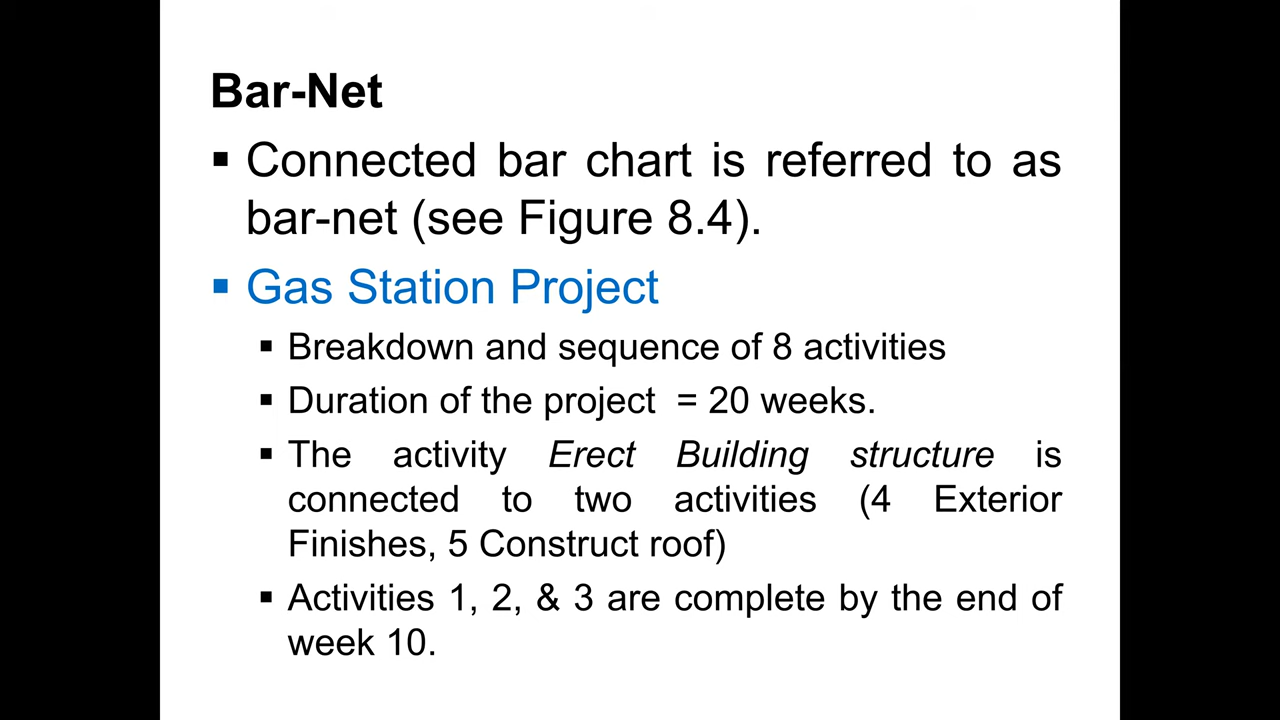 Bar-Net
▪ Connected bar chart is referred to as
bar-net (see Figure 8.4).
▪ Gas Station Project
▪ Breakdown and sequence of 8 activities
▪ Duration of the project = 20 weeks.
▪ The activity Erect Building structure is
connected to two activities (4 Exterior
Finishes, 5 Construct roof)
▪ Activities 1, 2, & 3 are complete by the end of
week 10.